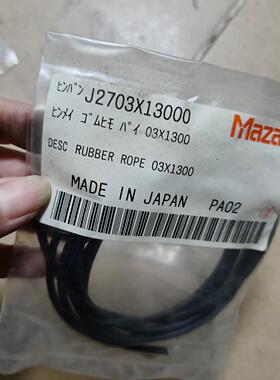 ﾋﾝﾊﾞﾝ J2703X13000
ﾋﾝﾒｲ ｺﾞﾑﾋﾓ ﾊﾟｲ 03X1300
DESC RUBBER ROPE 03X1300
MADE IN JAPAN PA02
Maza